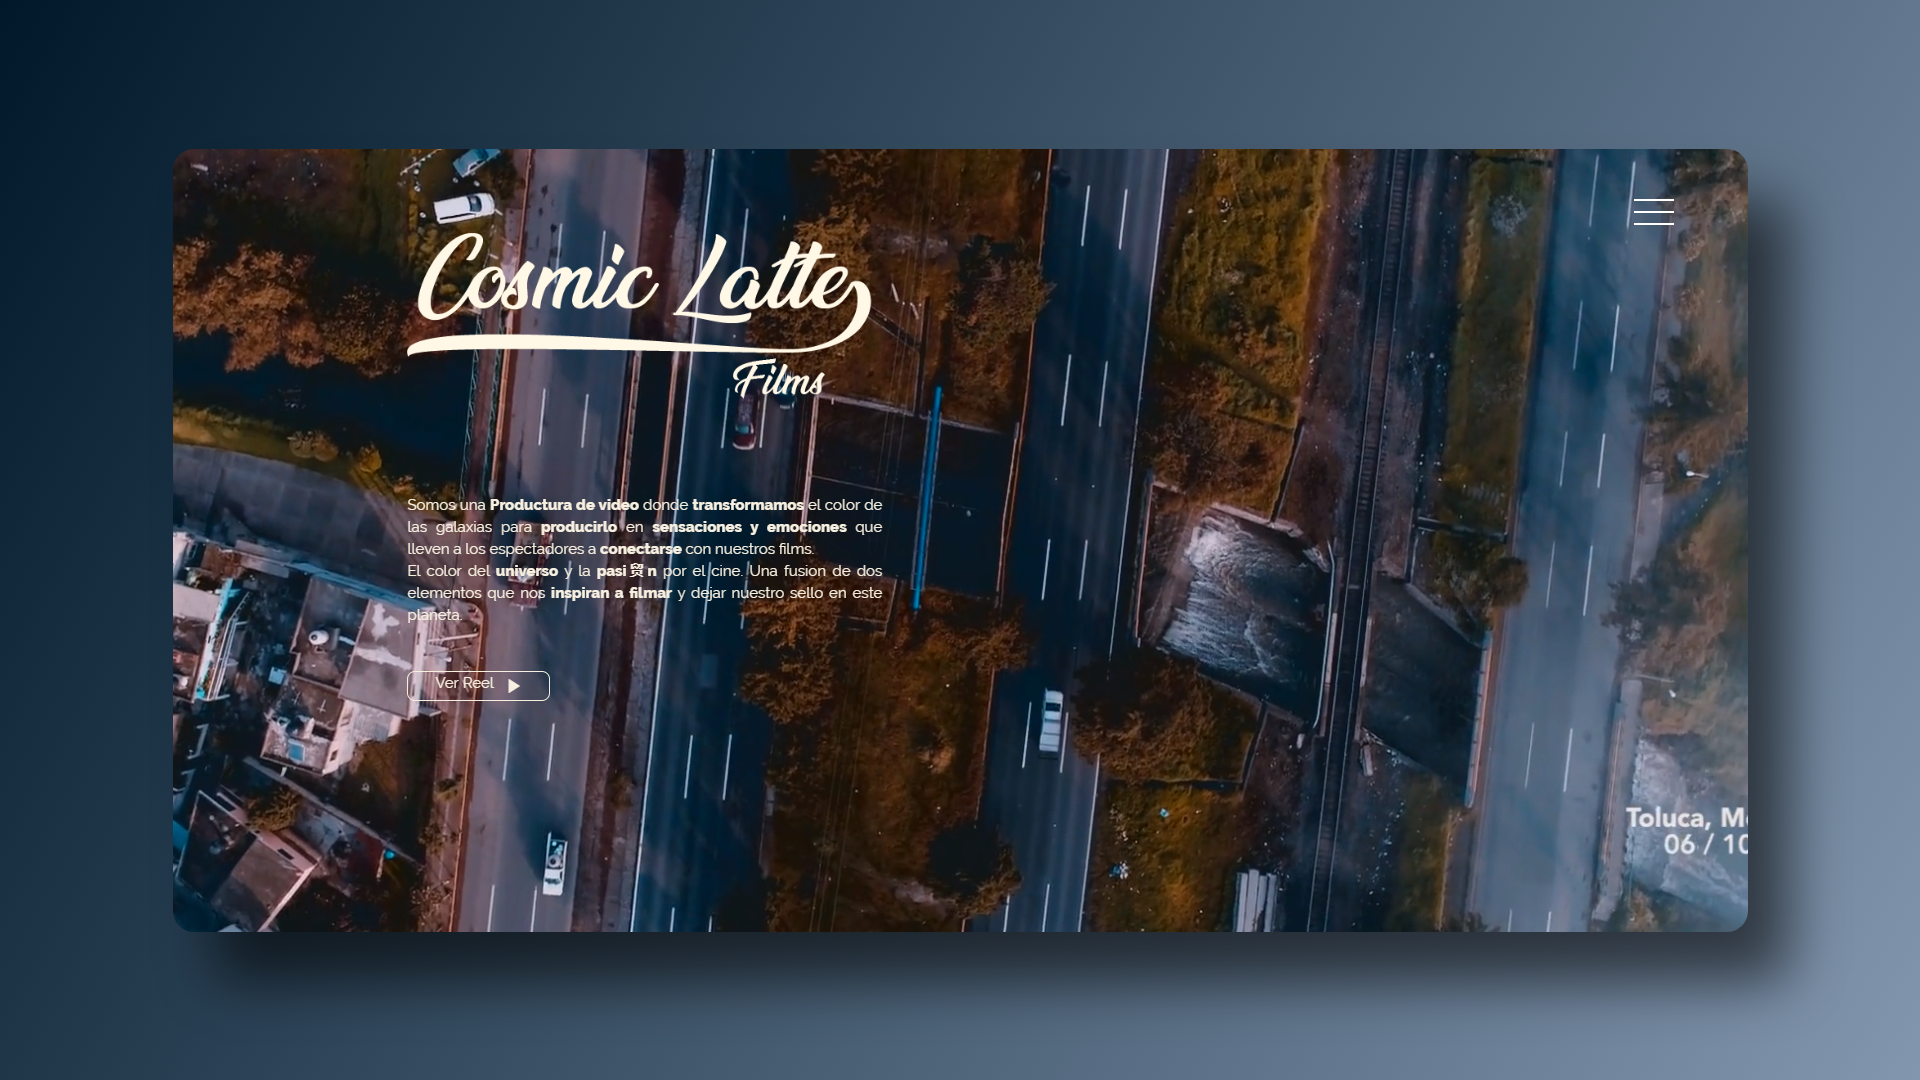 Cosmic Latte
Films
Somos una Productura de video donde transformamos el color de
las galaxias para producirlo en sensaciones y emociones que
lleven a los espectadores a conectarse con nuestros films.
El color del universo y la pasi贸n por el cine. Una fusion de dos
elementos que nos inspiran a filmar y dejar nuestro sello en este
planeta.
Ver Reel
Toluca, M
06 / 10